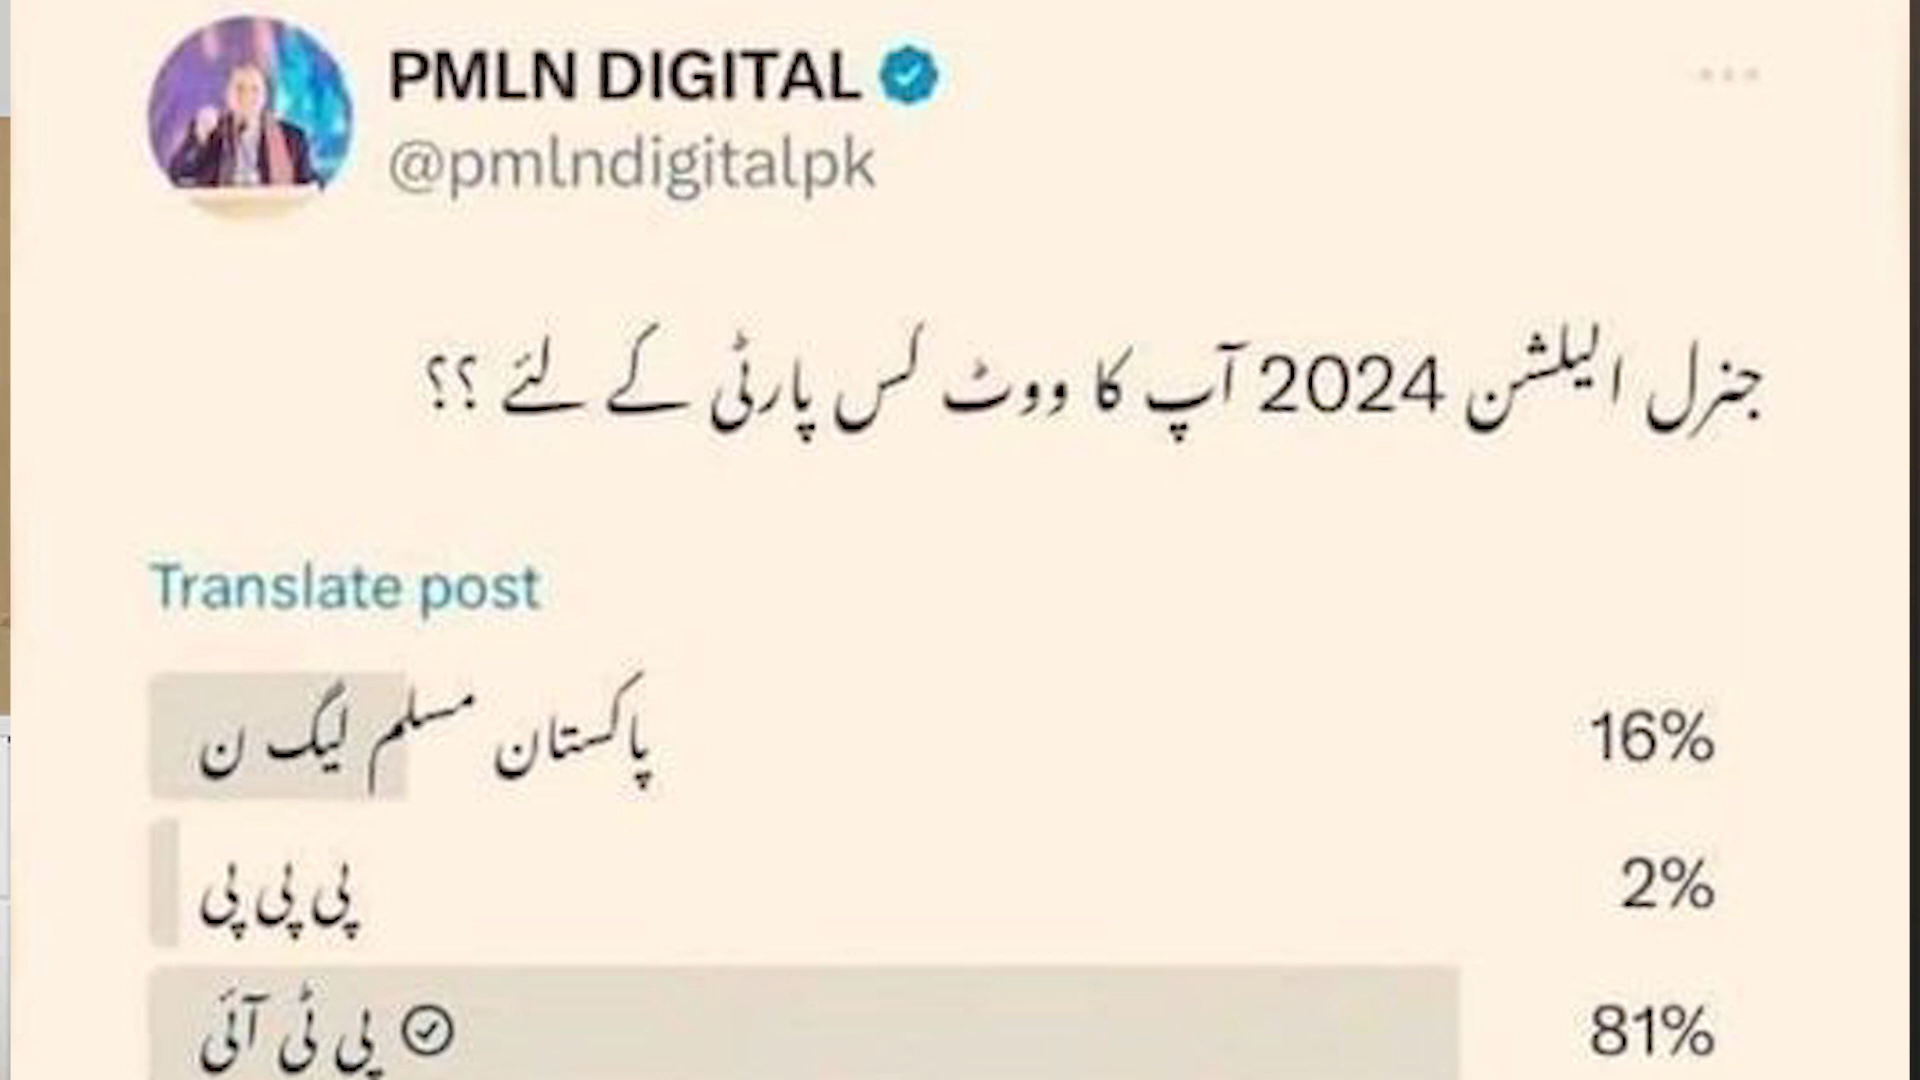 PMLN DIGITAL
@pmlndigitalpk
جنرل الیکشن 2024 آپ کا ووٹ کس پارٹی کے لئے ؟؟
Translate post
پاکستان مسلم لیگ ن 16%
پی پی پی 2%
پی ٹی آئی 81%